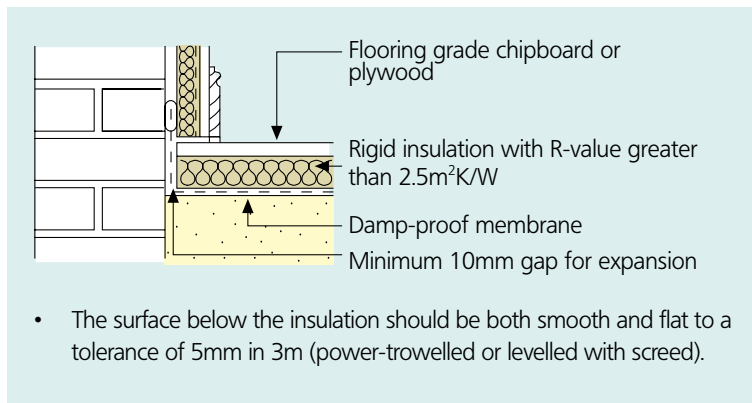 Flooring grade chipboard or
plywood
Rigid insulation with R-value greater
than 2.5m²K/W
Damp-proof membrane
Minimum 10mm gap for expansion
• The surface below the insulation should be both smooth and flat to a
tolerance of 5mm in 3m (power-trowelled or levelled with screed).